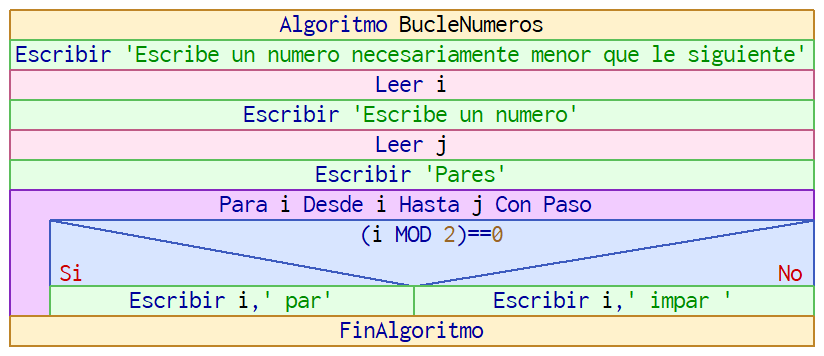 Algoritmo BucleNumeros
Escribir 'Escribe un numero necesariamente menor que le siguiente'
Leer i
Escribir 'Escribe un numero'
Leer j
Escribir 'Pares'
Para i Desde i Hasta j Con Paso
(i MOD 2)==0
Si No
Escribir i,' par' Escribir i,' impar '
FinAlgoritmo